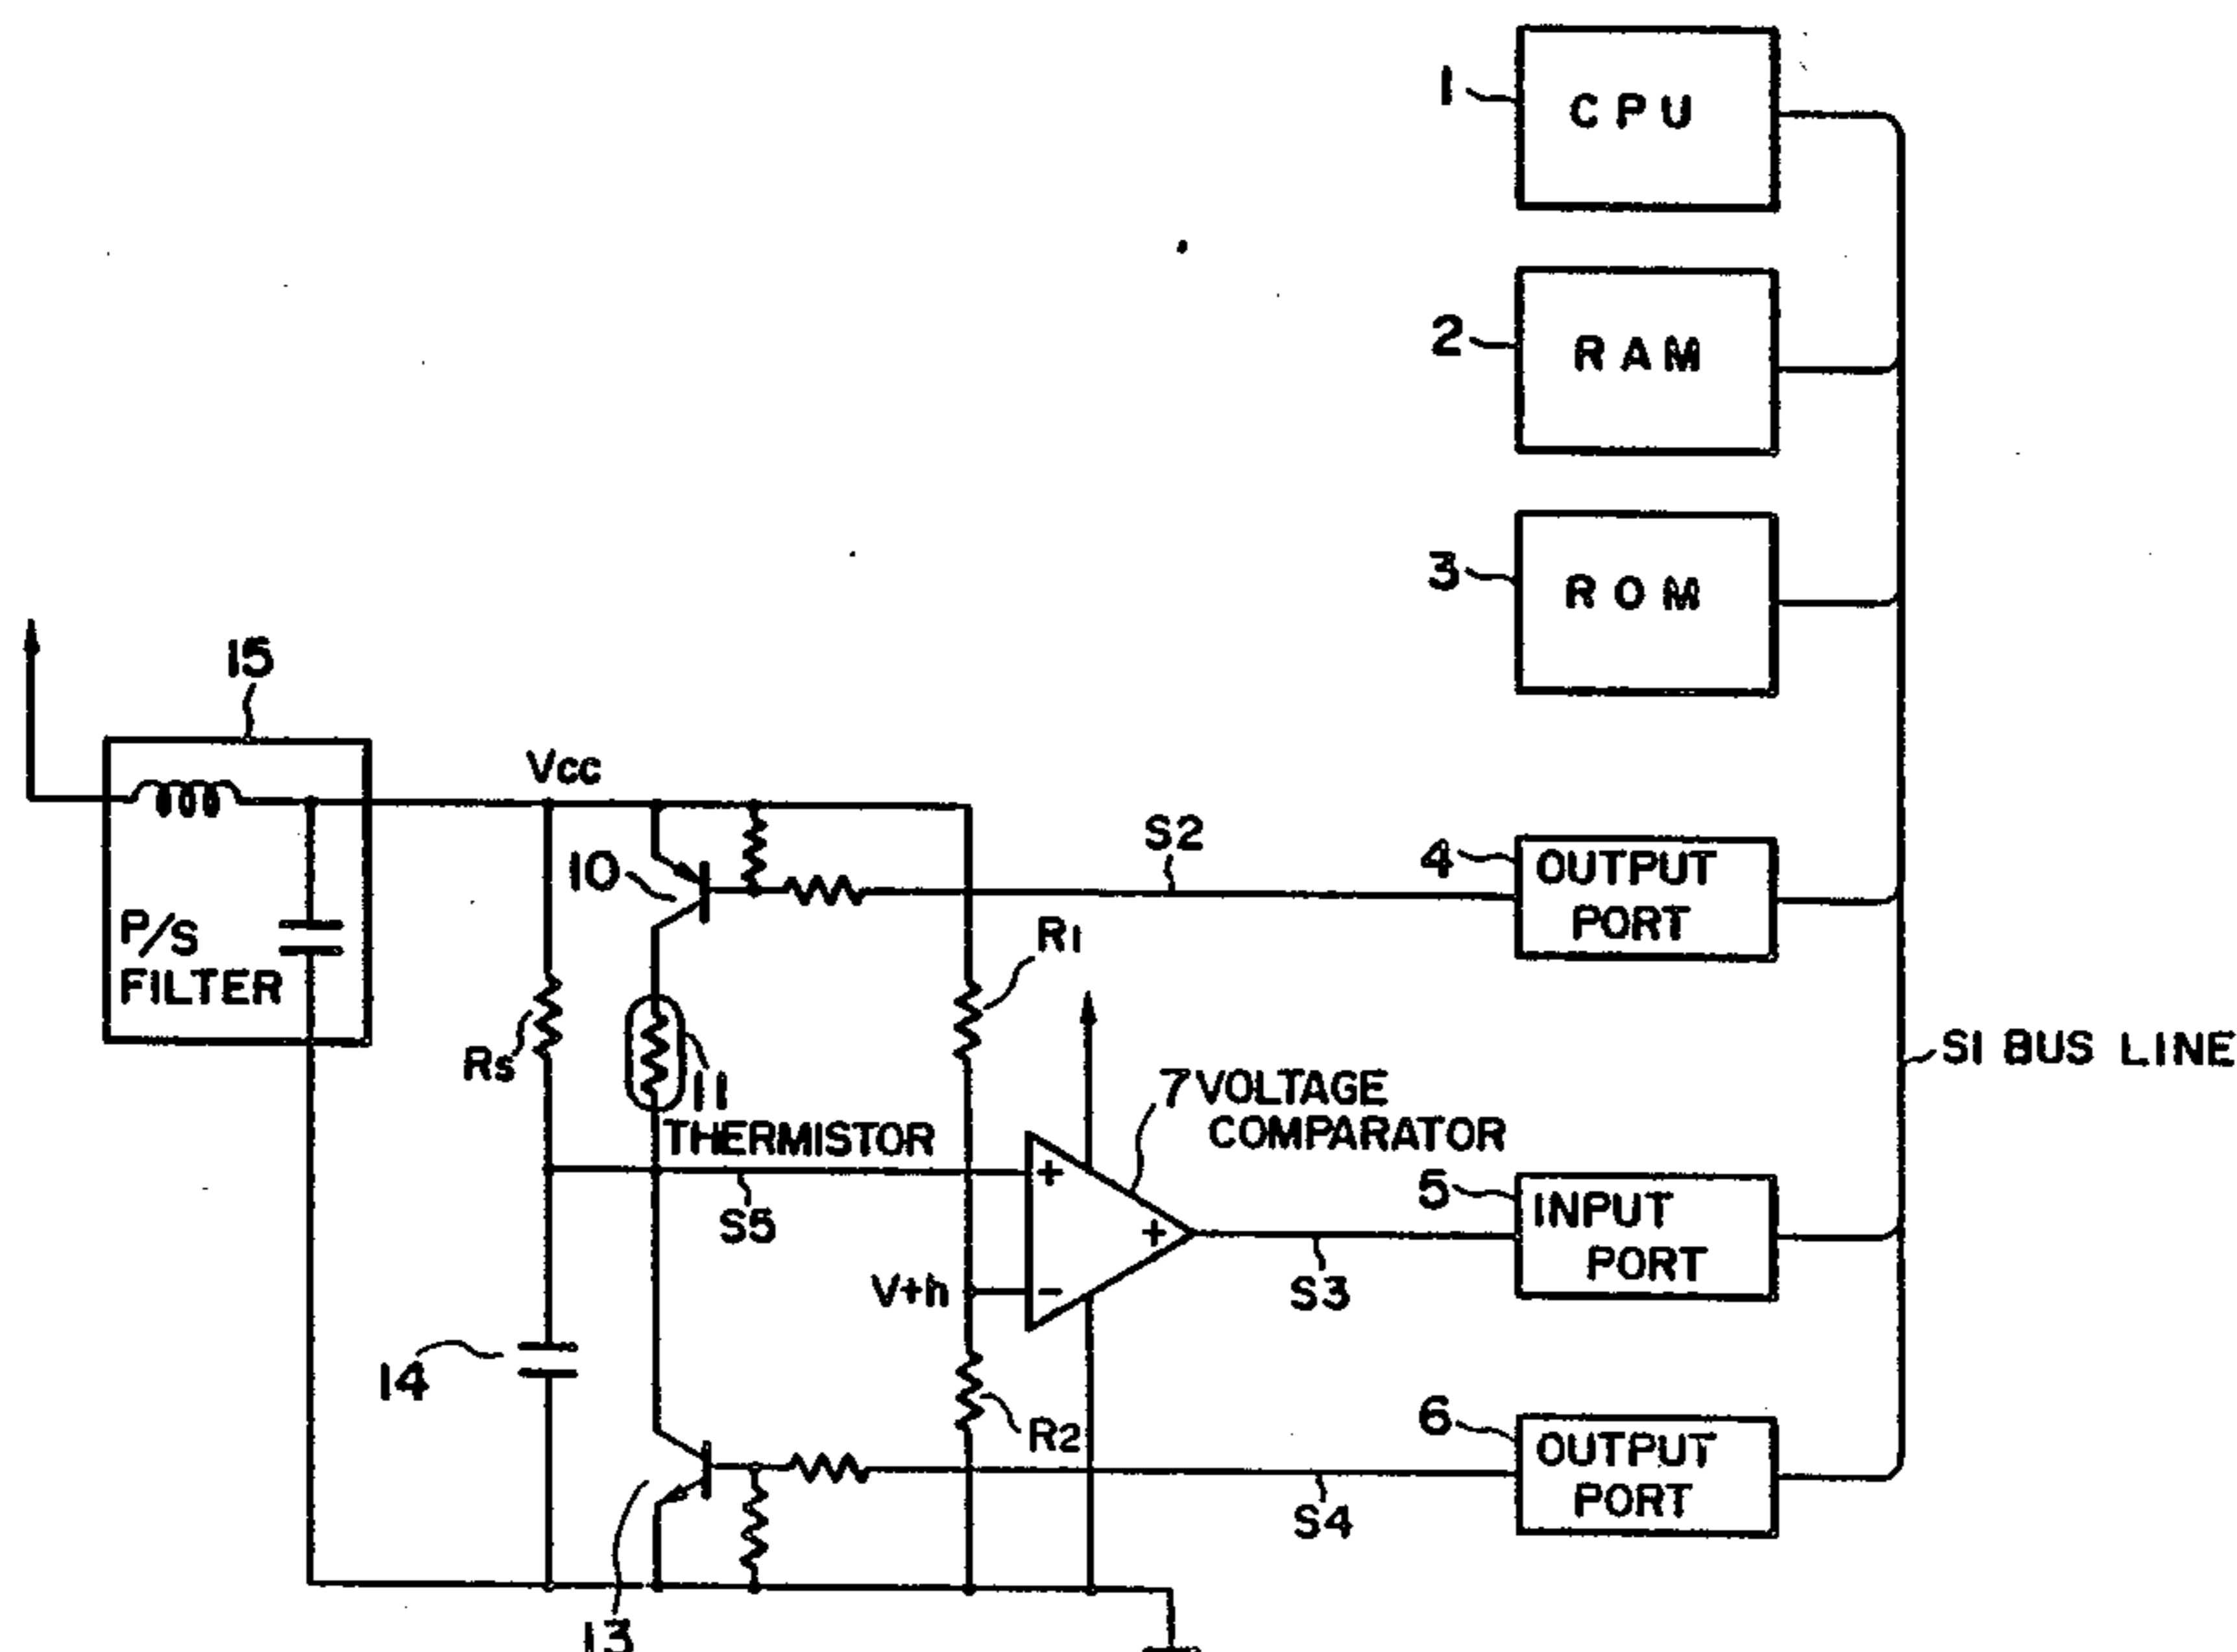 1
CPU
2
RAM
3
ROM
15
P/S
FILTER
Vcc
10
S2
4
OUTPUT
PORT
R1
Rs
11
THERMISTOR
7 VOLTAGE
COMPARATOR
S1 BUS LINE
+
S5
+
5
INPUT
PORT
S3
V+h
-
14
R2
6
OUTPUT
PORT
S4
13